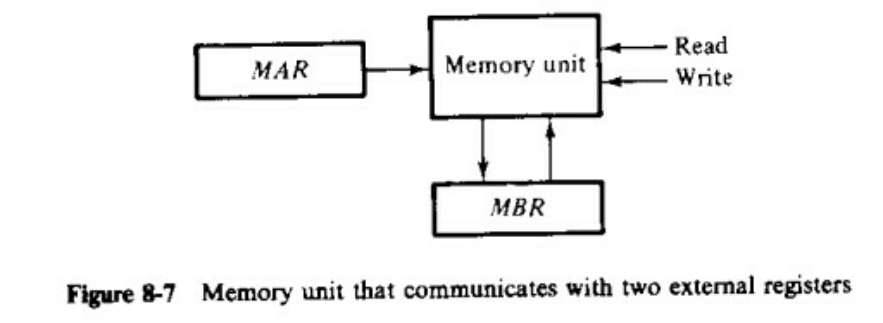 MAR
Memory unit
Read
Write
MBR
Figure 8-7 Memory unit that communicates with two external registers